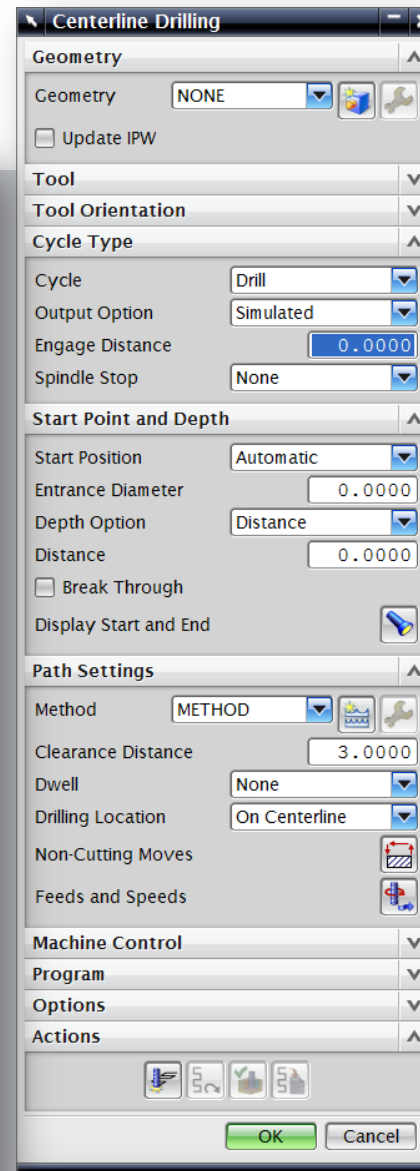 Centerline Drilling
Geometry
Geometry NONE
Update IPW
Tool
Tool Orientation
Cycle Type
Cycle Drill
Output Option Simulated
Engage Distance 0.0000
Spindle Stop None
Start Point and Depth
Start Position Automatic
Entrance Diameter 0.0000
Depth Option Distance
Distance 0.0000
Break Through
Display Start and End
Path Settings
Method METHOD
Clearance Distance 3.0000
Dwell None
Drilling Location On Centerline
Non-Cutting Moves
Feeds and Speeds
Machine Control
Program
Options
Actions
OK Cancel